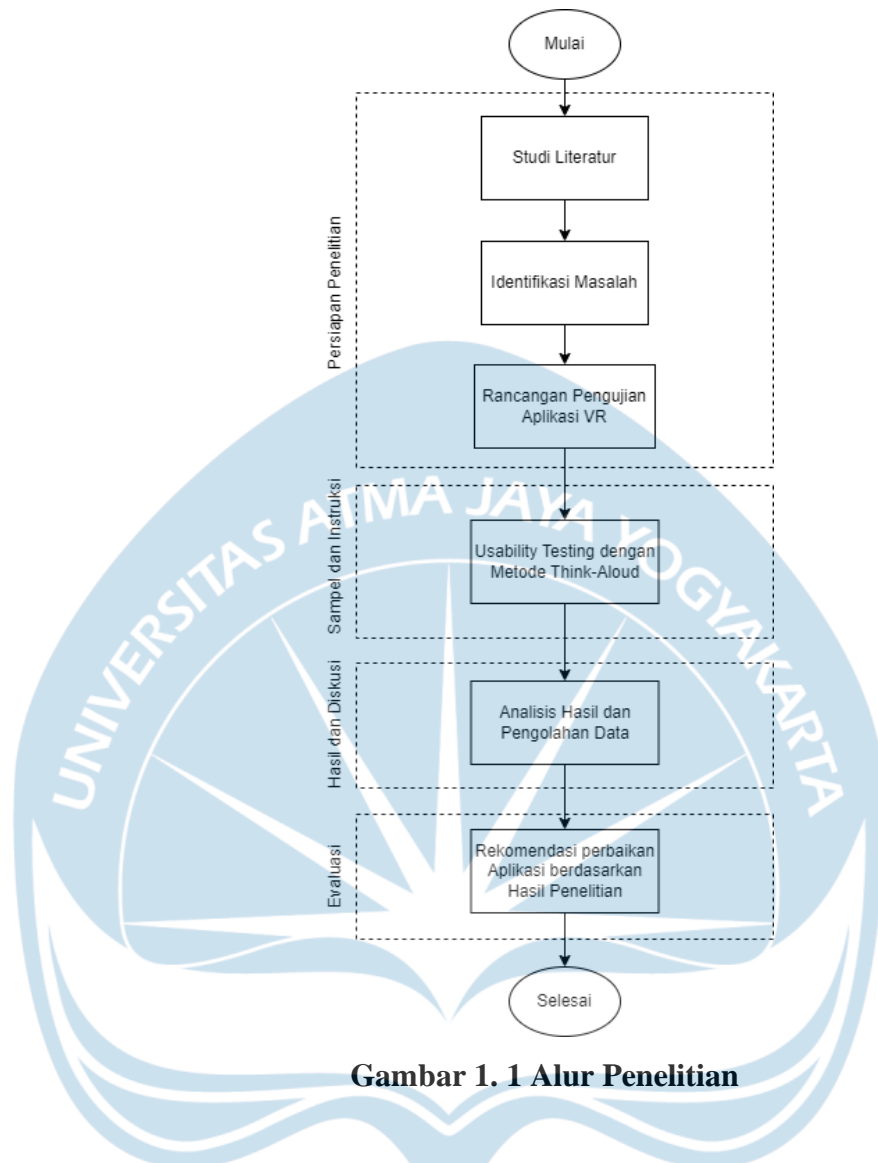 Mulai
Persiapan Penelitian
Studi Literatur
Identifikasi Masalah
Rancangan Pengujian
Aplikasi VR
Sampel dan Instruksi
Usability Testing dengan
Metode Think-Aloud
Hasil dan Diskusi
Analisis Hasil dan
Pengolahan Data
Evaluasi
Rekomendasi perbaikan
Aplikasi berdasarkan
Hasil Penelitian
Selesai
UNIVERSITAS ATMA JAYA YOGYAKARTA
Gambar 1. 1 Alur Penelitian